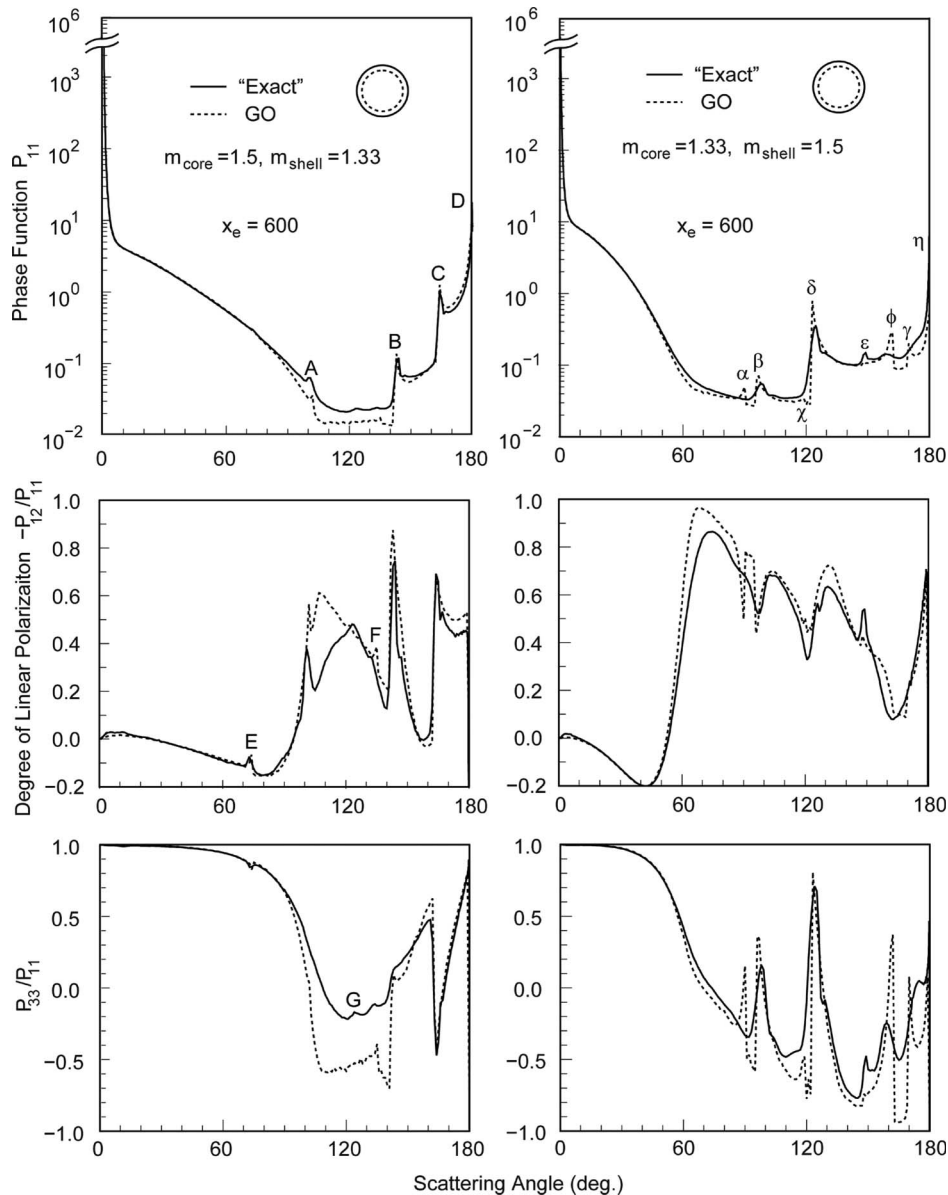 Phase Function P11
10^6
10^3
10^2
10^1
10^0
10^-1
10^-2
"Exact"
GO
m_core =1.5, m_shell =1.33
x_e = 600
A
B
C
D
0 60 120 180
10^6
10^3
10^2
10^1
10^0
10^-1
10^-2
"Exact"
GO
m_core =1.33, m_shell =1.5
x_e = 600
α
β
χ
δ
ε
ϕ
γ
η
0 60 120 180
Degree of Linear Polarizaiton −P12/P11
1.0
0.8
0.6
0.4
0.2
0.0
−0.2
E
F
0 60 120 180
1.0
0.8
0.6
0.4
0.2
0.0
−0.2
0 60 120 180
P33/P11
1.0
0.5
0.0
−0.5
−1.0
G
0 60 120 180
1.0
0.5
0.0
−0.5
−1.0
0 60 120 180
Scattering Angle (deg.)